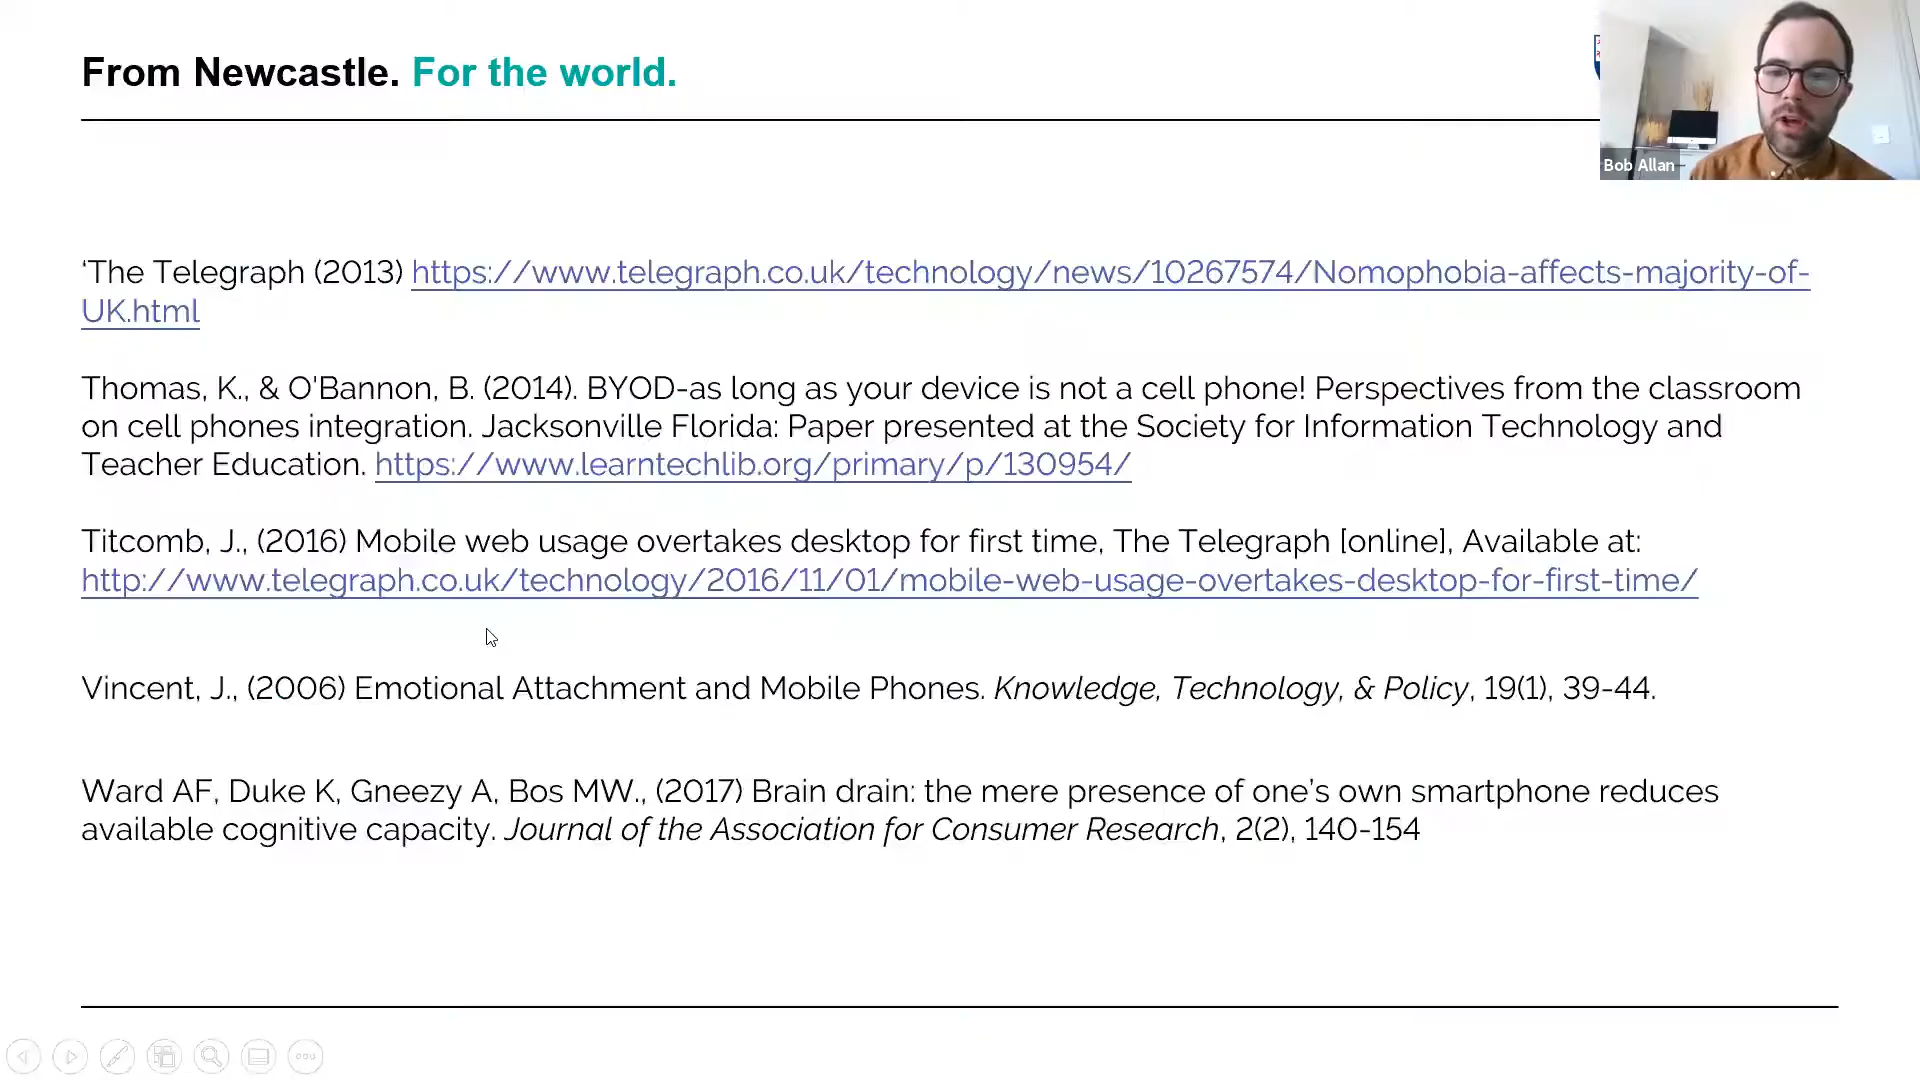 From Newcastle. For the world.
Bob Allan
‘The Telegraph (2013) https://www.telegraph.co.uk/technology/news/10267574/Nomophobia-affects-majority-of-
UK.html
Thomas, K., & O'Bannon, B. (2014). BYOD-as long as your device is not a cell phone! Perspectives from the classroom
on cell phones integration. Jacksonville Florida: Paper presented at the Society for Information Technology and
Teacher Education. https://www.learntechlib.org/primary/p/130954/
Titcomb, J., (2016) Mobile web usage overtakes desktop for first time, The Telegraph [online], Available at:
http://www.telegraph.co.uk/technology/2016/11/01/mobile-web-usage-overtakes-desktop-for-first-time/
Vincent, J., (2006) Emotional Attachment and Mobile Phones. Knowledge, Technology, & Policy, 19(1), 39-44.
Ward AF, Duke K, Gneezy A, Bos MW., (2017) Brain drain: the mere presence of one’s own smartphone reduces
available cognitive capacity. Journal of the Association for Consumer Research, 2(2), 140-154